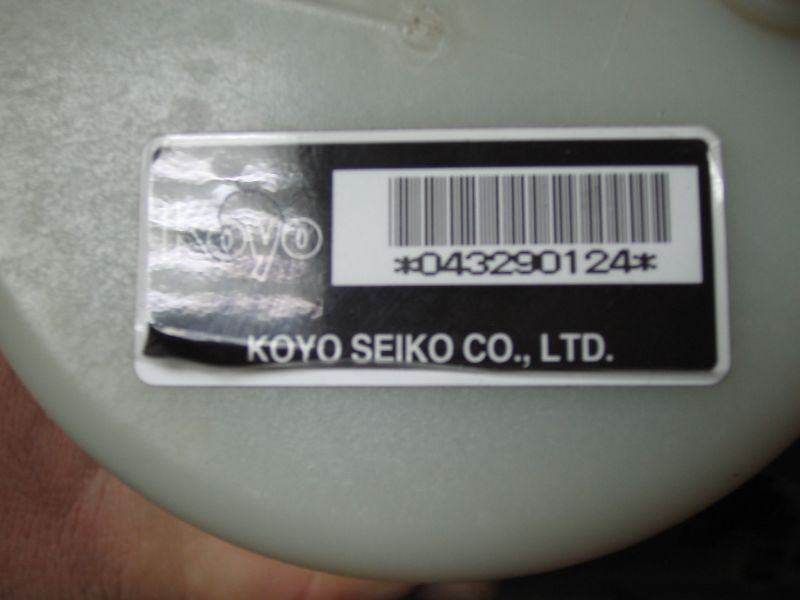 Koyo
*043290124*
KOYO SEIKO CO., LTD.